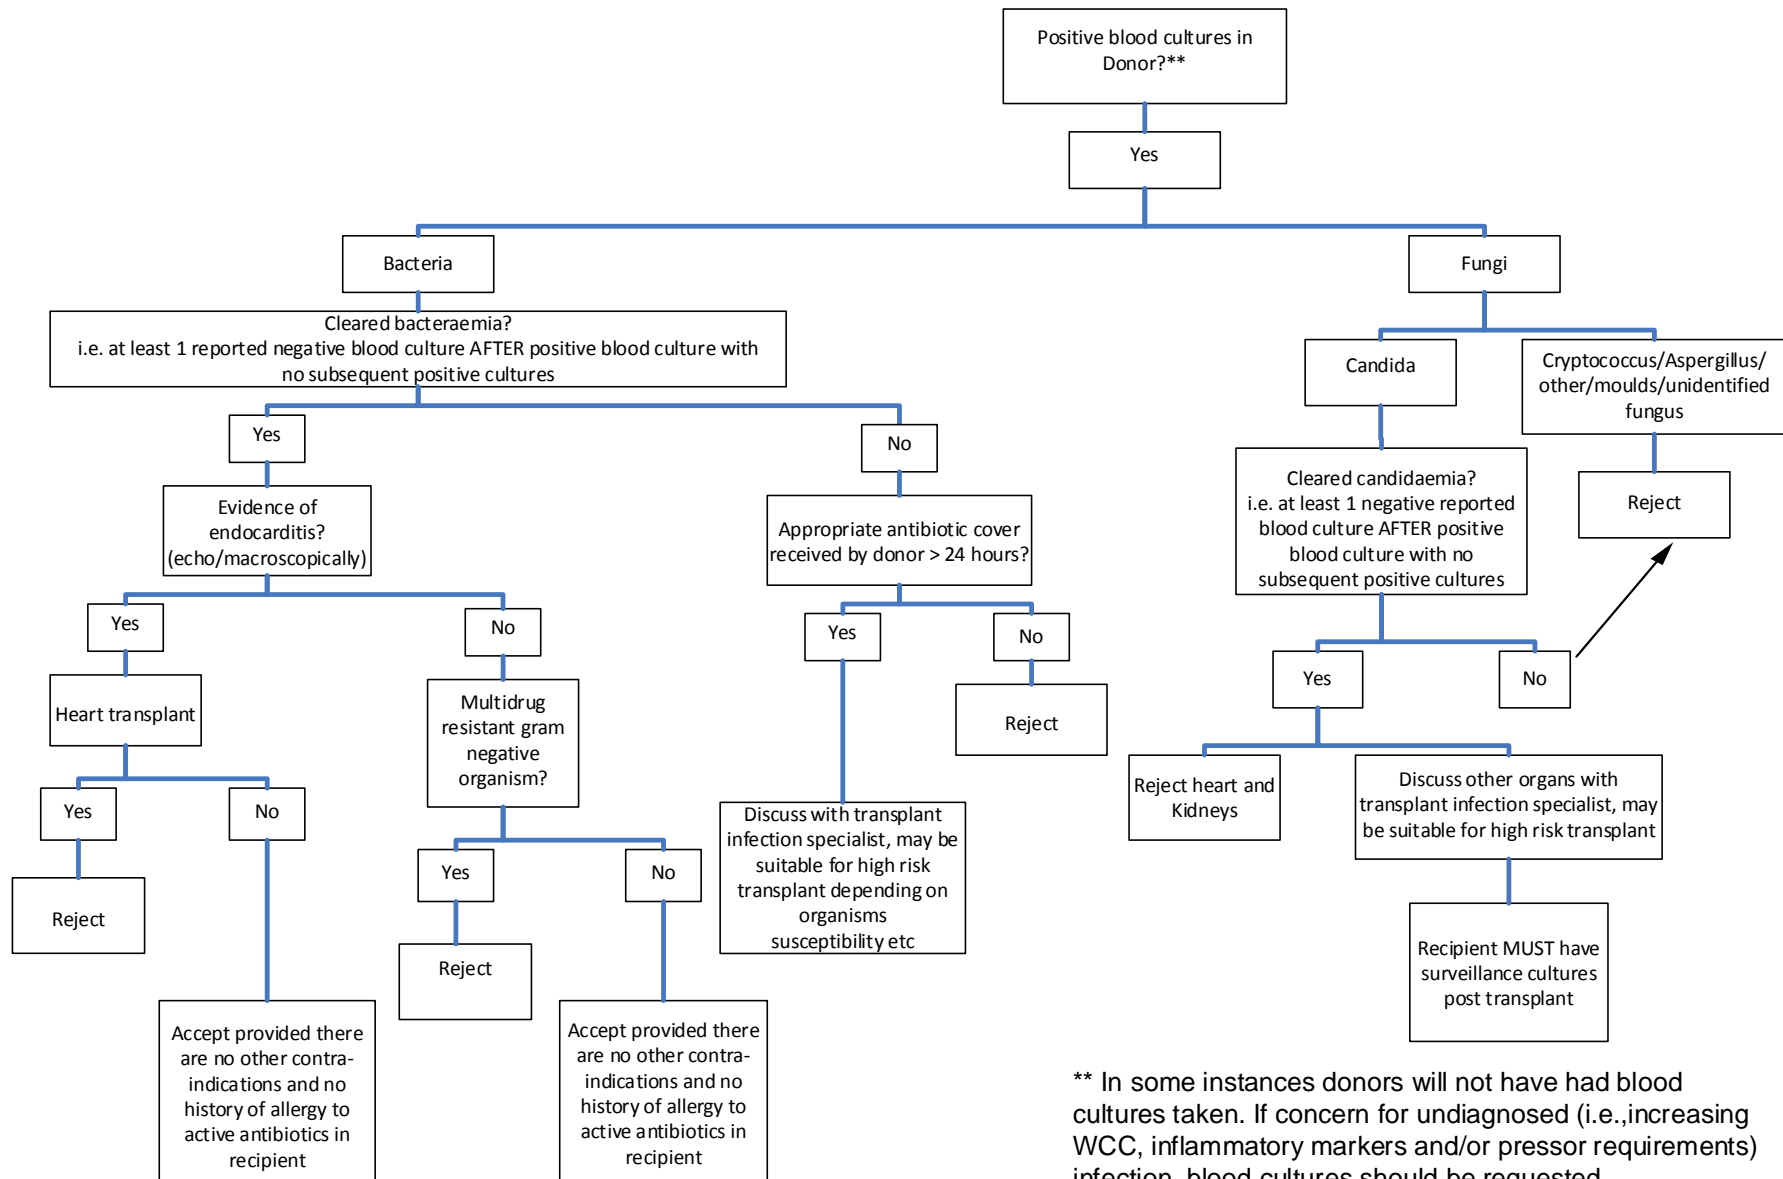 Positive blood cultures in
Donor?**
Yes
Bacteria
Fungi
Cleared bacteraemia?
i.e. at least 1 reported negative blood culture AFTER positive blood culture with
no subsequent positive cultures
Candida
Cryptococcus/Aspergillus/
other/moulds/unidentified
fungus
Yes
No
Cleared candidaemia?
i.e. at least 1 negative reported
blood culture AFTER positive
blood culture with no
subsequent positive cultures
Reject
Evidence of
endocarditis?
(echo/macroscopically)
Appropriate antibiotic cover
received by donor > 24 hours?
Yes
No
Yes
No
Yes
No
Heart transplant
Multidrug
resistant gram
negative
organism?
Reject
Reject heart and
Kidneys
Discuss other organs with
transplant infection specialist, may
be suitable for high risk transplant
Yes
No
Discuss with transplant
infection specialist, may be
suitable for high risk
transplant depending on
organisms
susceptibility etc
Yes
No
Reject
Reject
Recipient MUST have
surveillance cultures
post transplant
Accept provided there
are no other contra-
indications and no
history of allergy to
active antibiotics in
recipient
Accept provided there
are no other contra-
indications and no
history of allergy to
active antibiotics in
recipient
** In some instances donors will not have had blood
cultures taken. If concern for undiagnosed (i.e.,increasing
WCC, inflammatory markers and/or pressor requirements)
infection, blood cultures should be requested